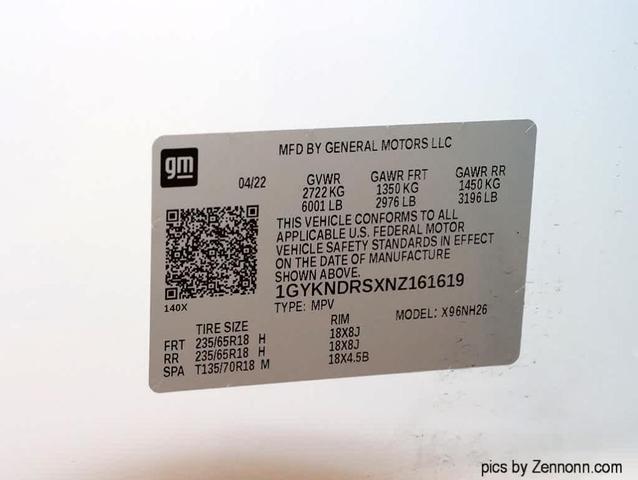 MFD BY GENERAL MOTORS LLC
gm
04/22
GVWR GAWR FRT GAWR RR
2722 KG 1350 KG 1450 KG
6001 LB 2976 LB 3196 LB
THIS VEHICLE CONFORMS TO ALL
APPLICABLE U.S. FEDERAL MOTOR
VEHICLE SAFETY STANDARDS IN EFFECT
ON THE DATE OF MANUFACTURE
SHOWN ABOVE.
1GYKNDRSXNZ161619
140X
TYPE: MPV MODEL: X96NH26
TIRE SIZE RIM
FRT 235/65R18 H 18X8J
RR 235/65R18 H 18X8J
SPA T135/70R18 M 18X4.5B
pics by Zennonn.com